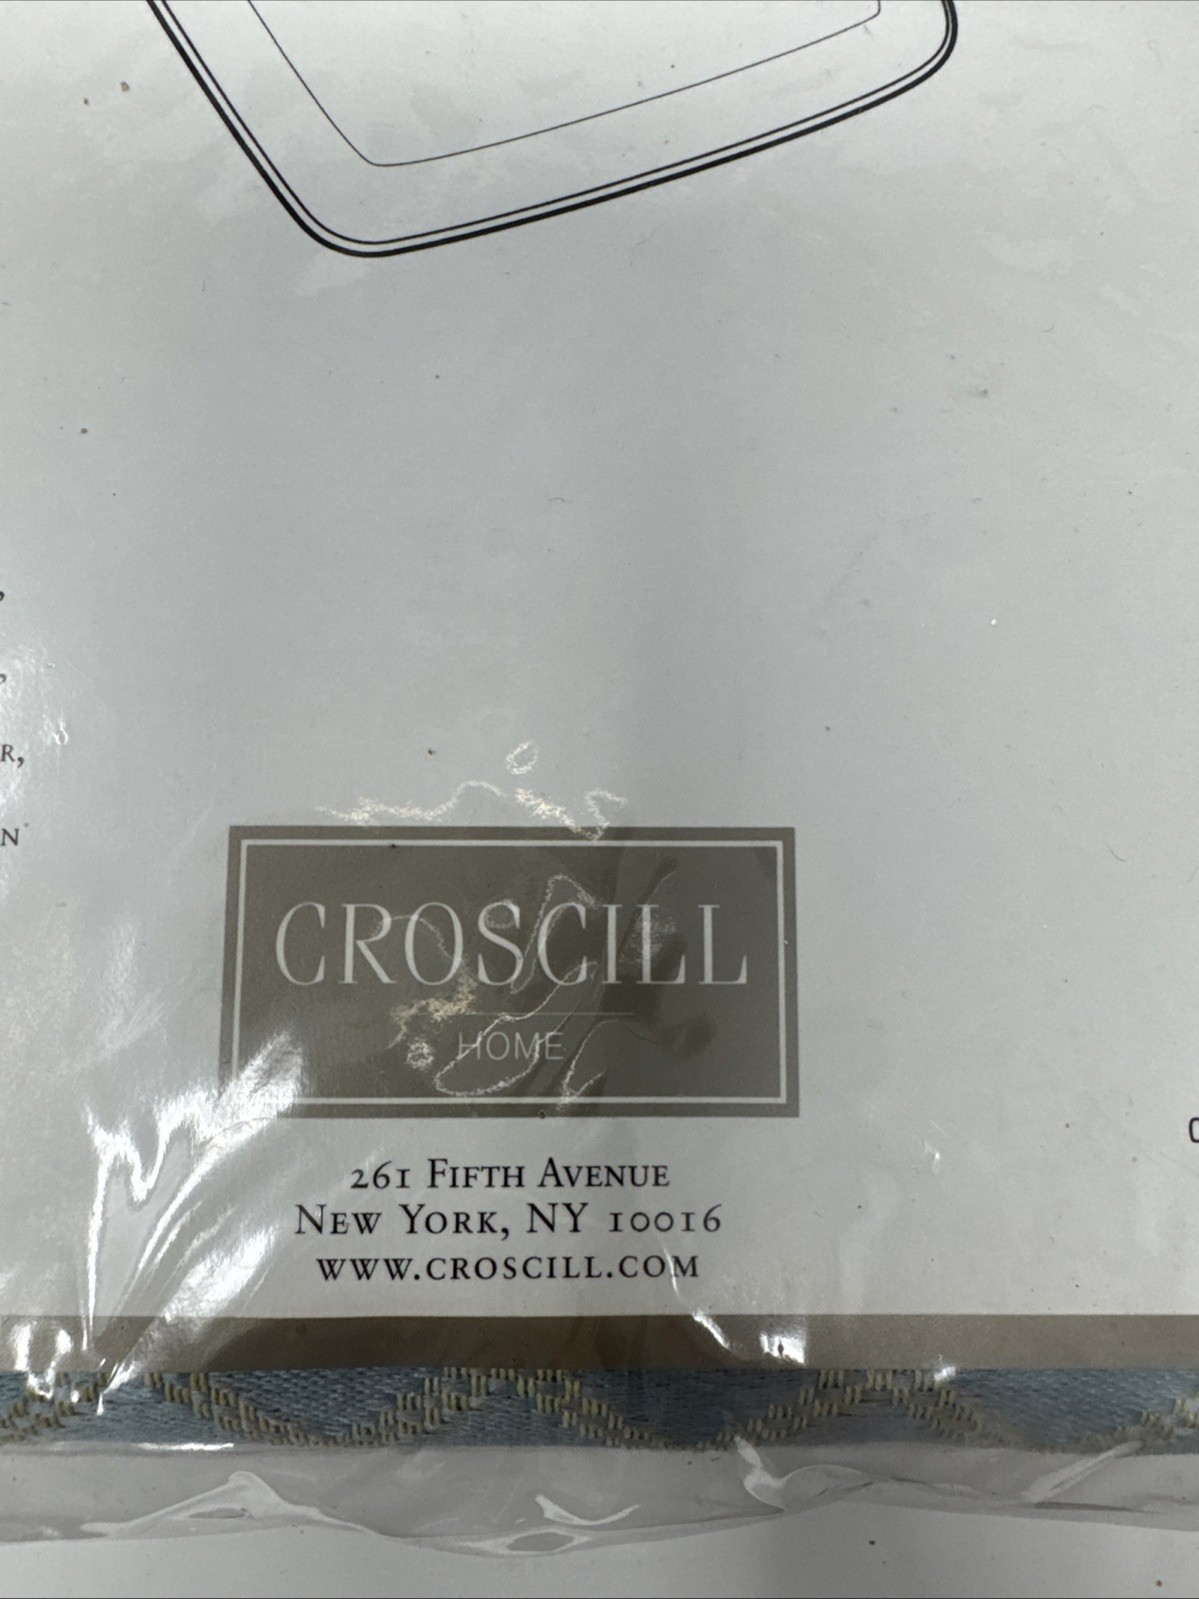 R,
N
CROSCILL
HOME
261 FIFTH AVENUE
NEW YORK, NY 10016
WWW.CROSCILL.COM